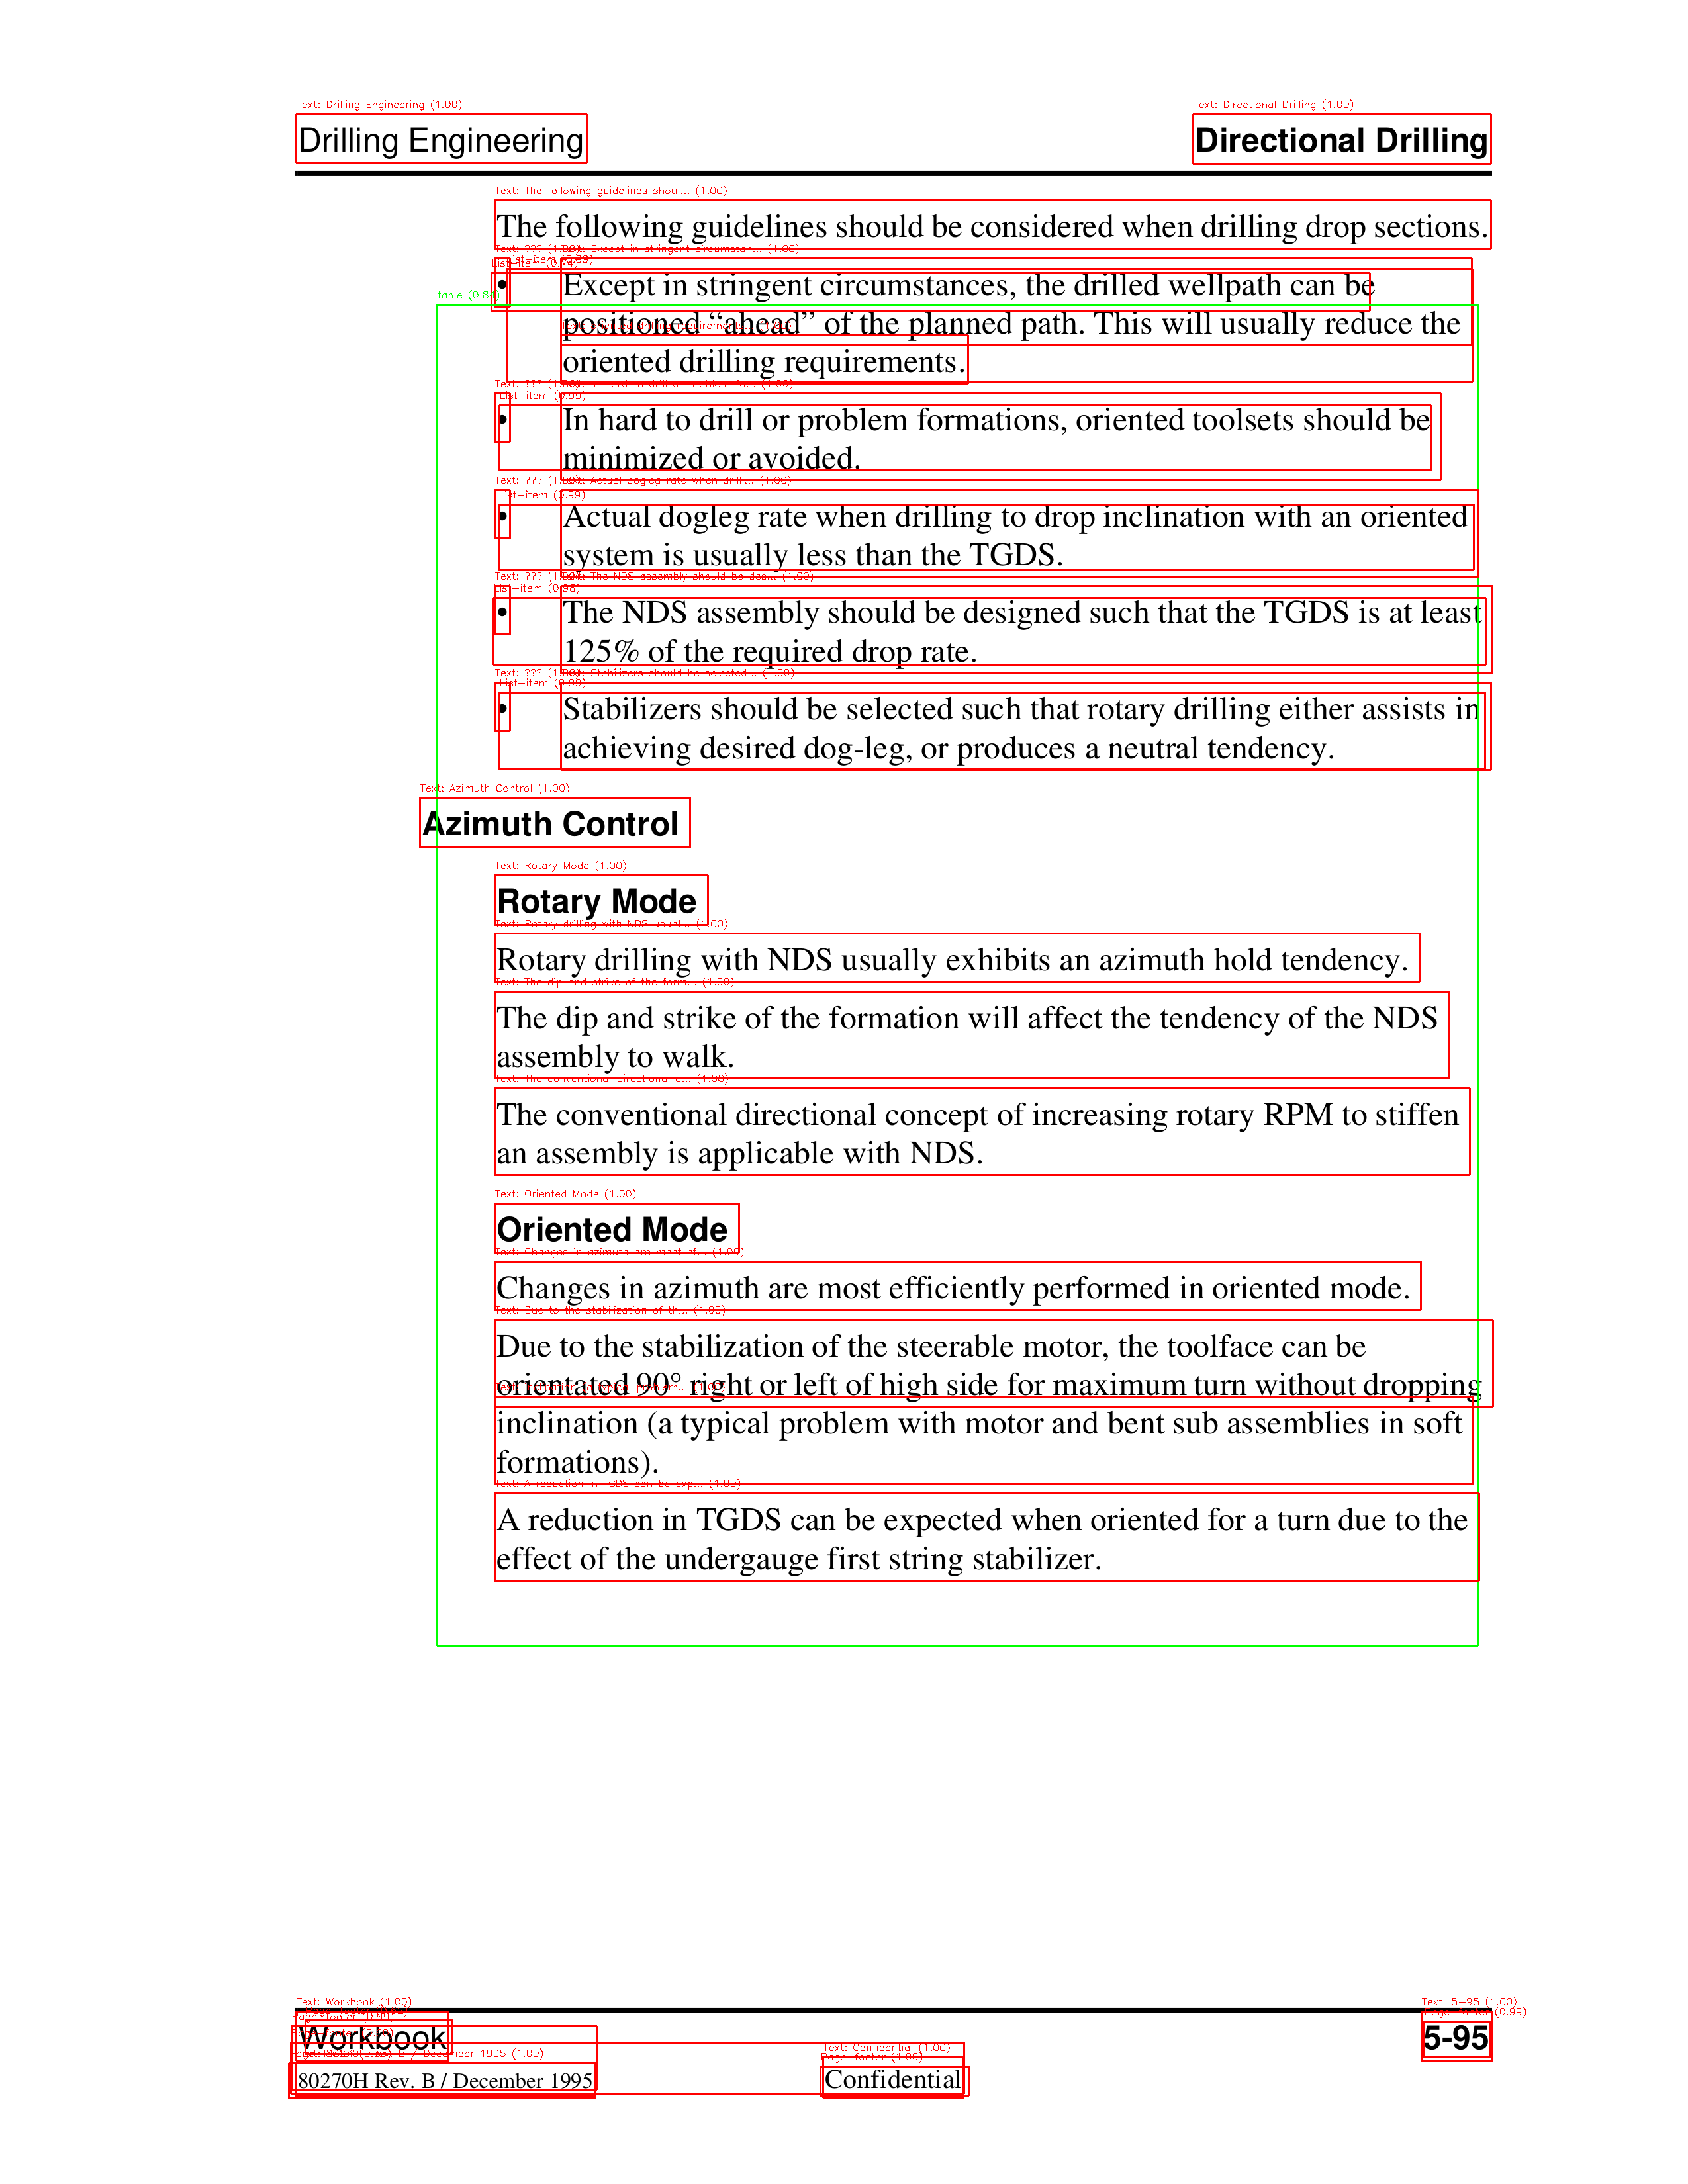 Drilling Engineering
Directional Drilling
The following guidelines should be considered when drilling drop sections.
• Except in stringent circumstances, the drilled wellpath can be
positioned “ahead” of the planned path. This will usually reduce the
oriented drilling requirements.
• In hard to drill or problem formations, oriented toolsets should be
minimized or avoided.
• Actual dogleg rate when drilling to drop inclination with an oriented
system is usually less than the TGDS.
• The NDS assembly should be designed such that the TGDS is at least
125% of the required drop rate.
• Stabilizers should be selected such that rotary drilling either assists in
achieving desired dog-leg, or produces a neutral tendency.
Azimuth Control
Rotary Mode
Rotary drilling with NDS usually exhibits an azimuth hold tendency.
The dip and strike of the formation will affect the tendency of the NDS
assembly to walk.
The conventional directional concept of increasing rotary RPM to stiffen
an assembly is applicable with NDS.
Oriented Mode
Changes in azimuth are most efficiently performed in oriented mode.
Due to the stabilization of the steerable motor, the toolface can be
orientated 90° right or left of high side for maximum turn without dropping
inclination (a typical problem with motor and bent sub assemblies in soft
formations).
A reduction in TGDS can be expected when oriented for a turn due to the
effect of the undergauge first string stabilizer.
Workbook
5-95
80270H Rev. B / December 1995
Confidential